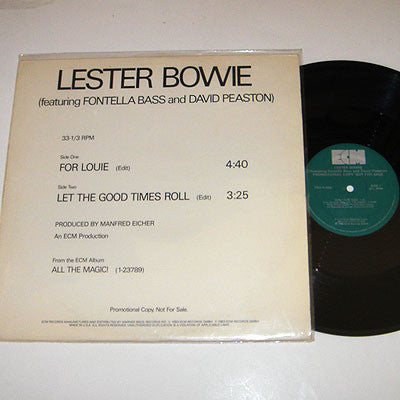 LESTER BOWIE
(featuring FONTELLA BASS and DAVID PEASTON)
33-1/3 RPM
Side One
FOR LOUIE (Edit) 4:40
Side Two
LET THE GOOD TIMES ROLL (Edit) 3:25
PRODUCED BY MANFRED EICHER
An ECM Production
From the ECM Album
ALL THE MAGIC! (1-23789)
Promotional Copy. Not For Sale.
ECM
LESTER BOWIE